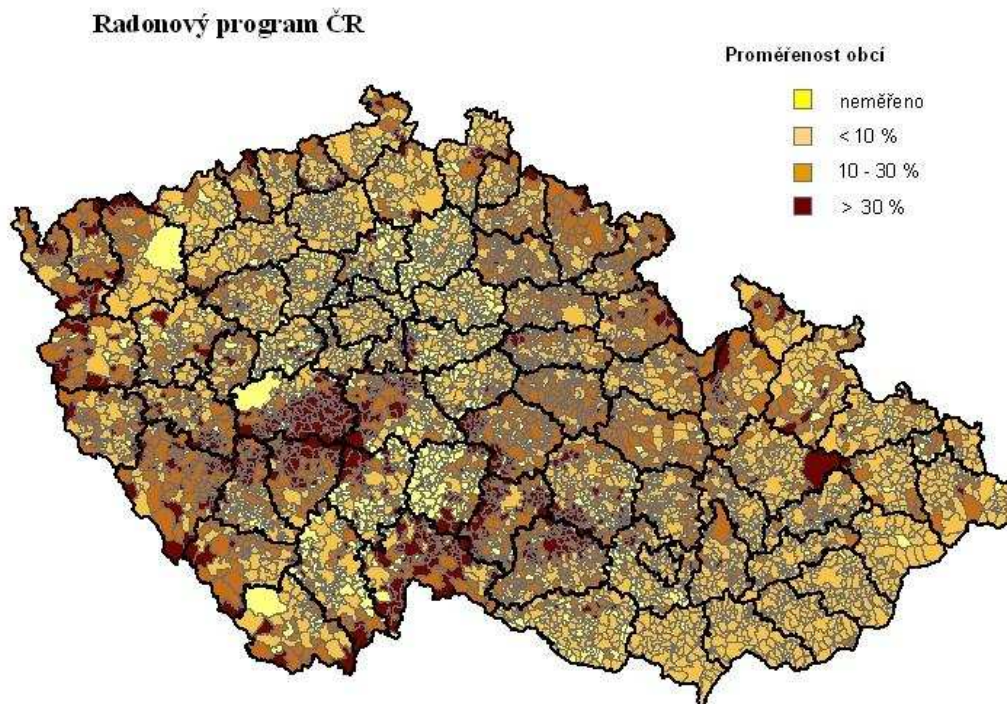 Radonový program ČR
Proměřenost obcí
neměřeno
< 10 %
10 - 30 %
> 30 %